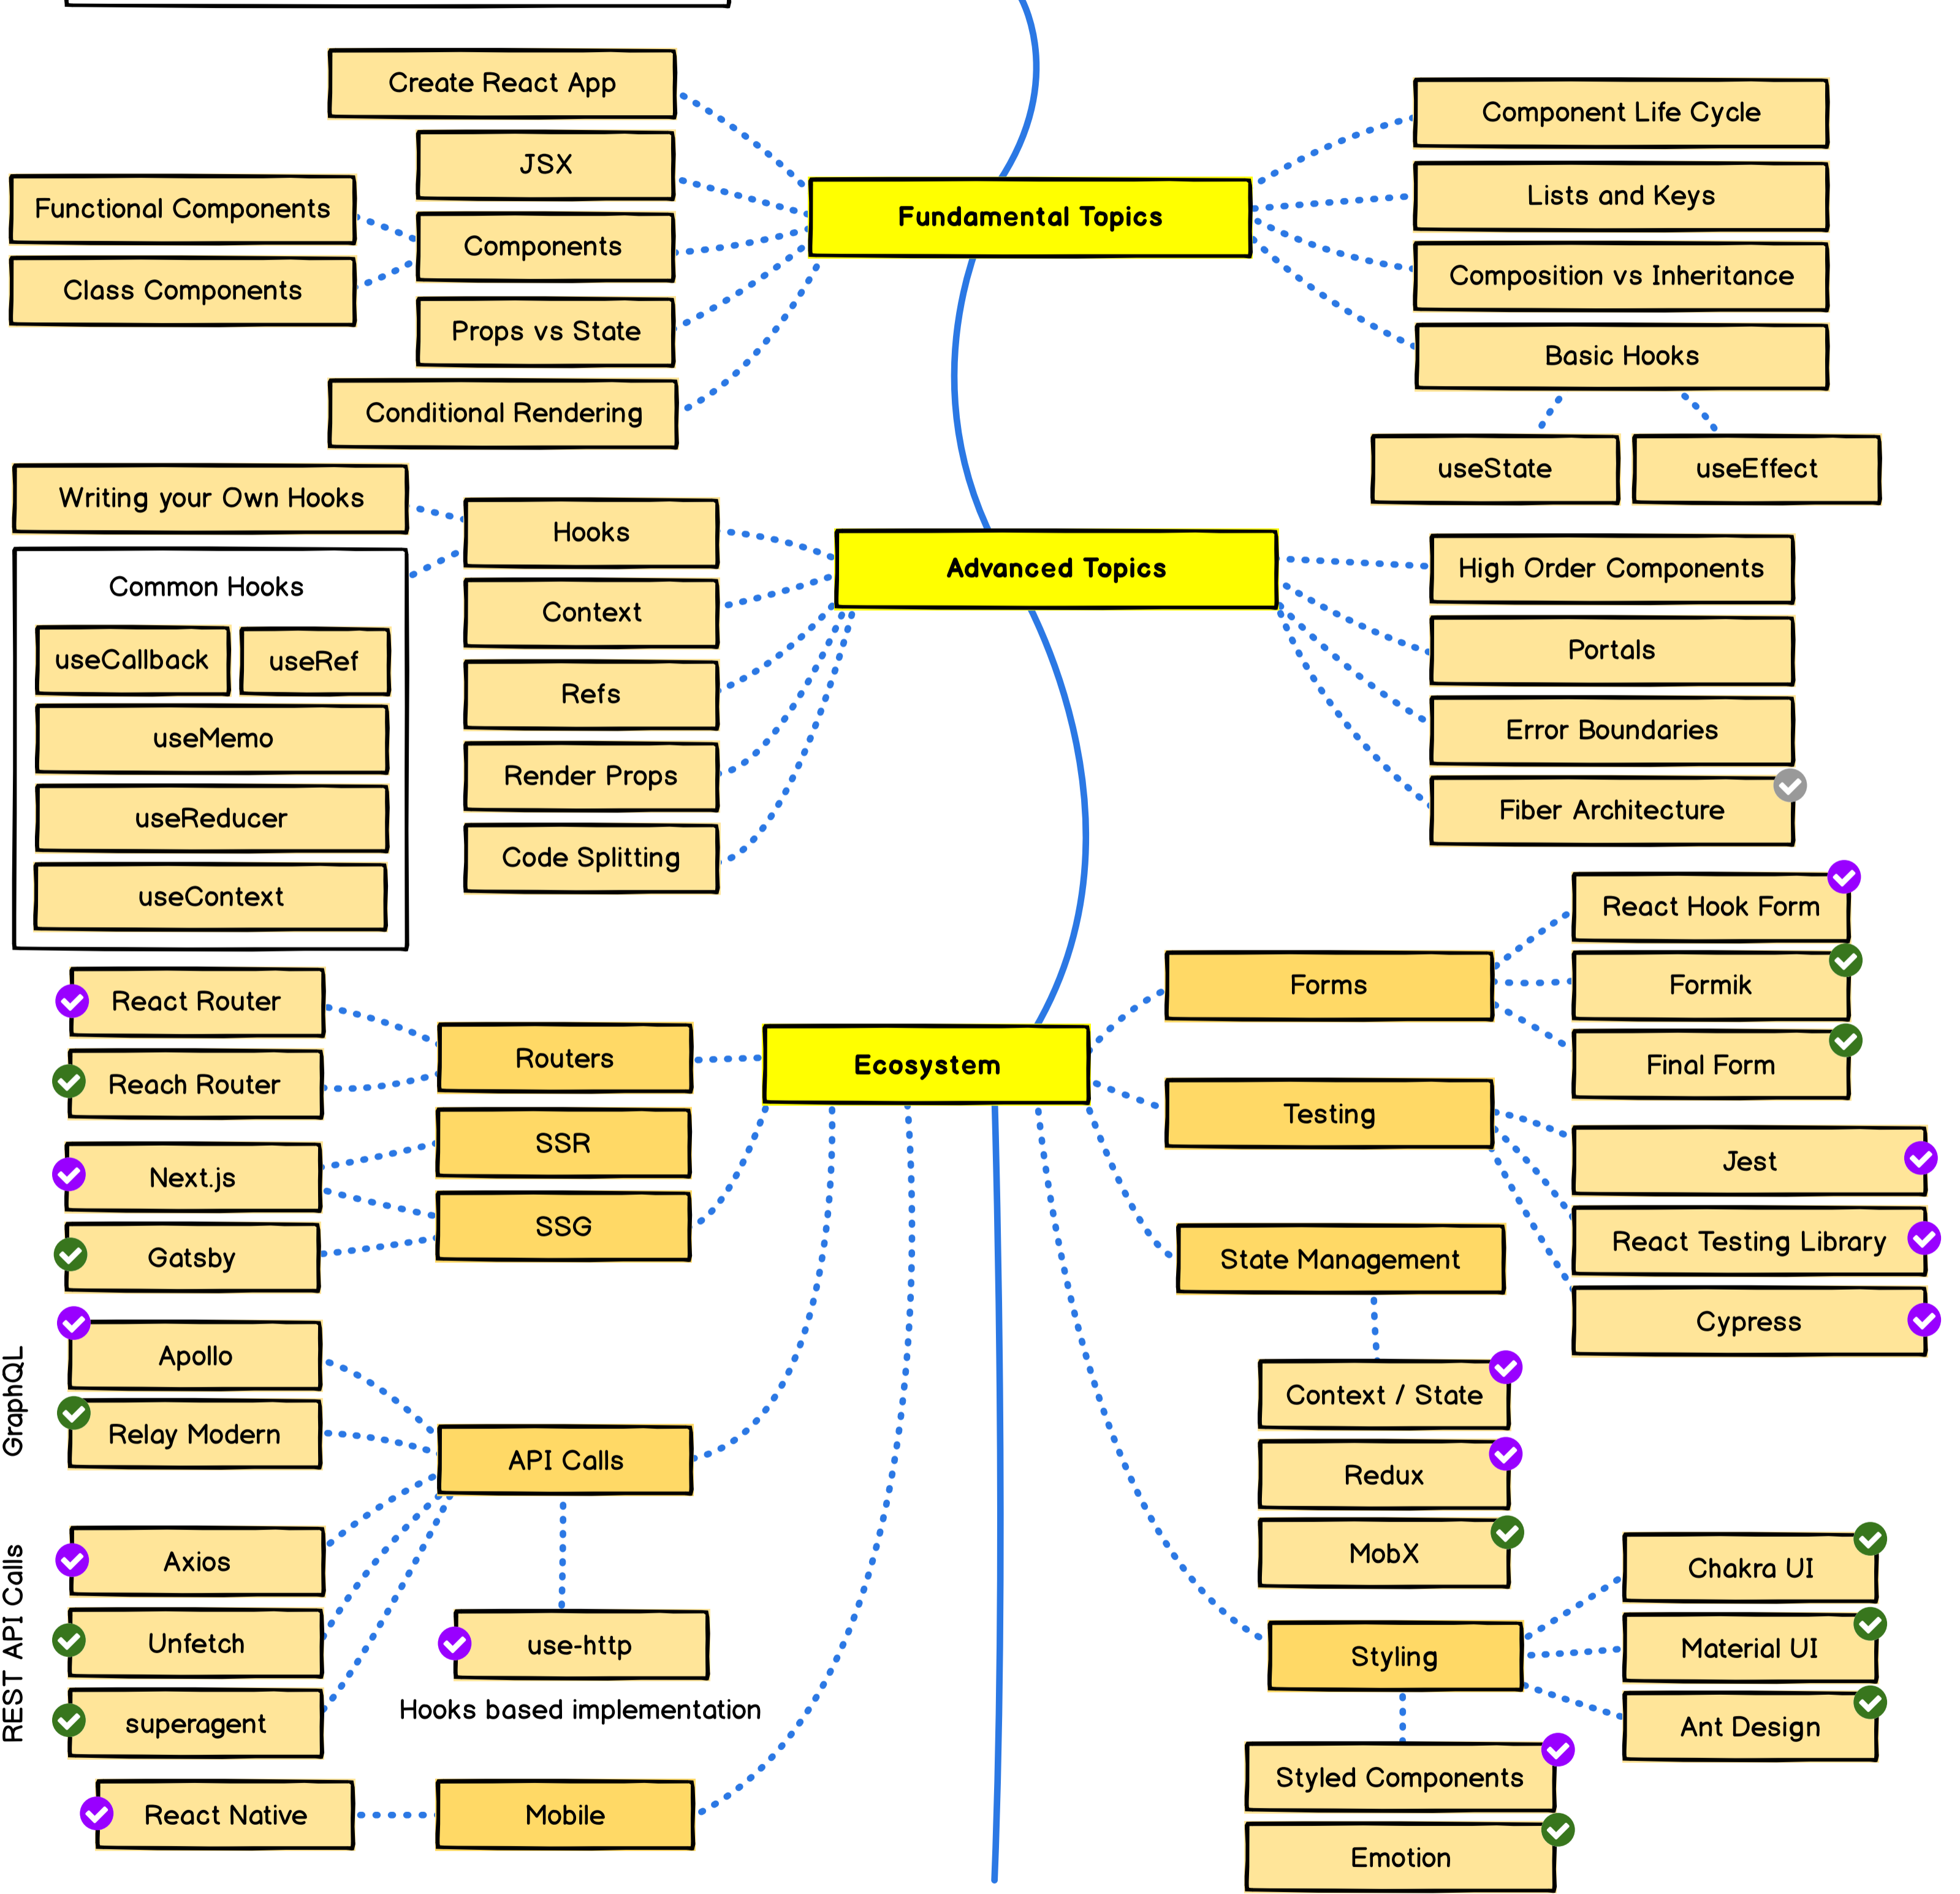 Create React App
JSX
Functional Components
Components
Class Components
Props vs State
Conditional Rendering
Fundamental Topics
Component Life Cycle
Lists and Keys
Composition vs Inheritance
Basic Hooks
useState
useEffect
Writing your Own Hooks
Hooks
Common Hooks
useCallback
useRef
useMemo
useReducer
useContext
Context
Refs
Render Props
Code Splitting
Advanced Topics
High Order Components
Portals
Error Boundaries
Fiber Architecture
React Router
Reach Router
Routers
Next.js
Gatsby
SSR
SSG
Ecosystem
Forms
React Hook Form
Formik
Final Form
Testing
Jest
React Testing Library
Cypress
State Management
Context / State
Redux
MobX
GraphQL
Apollo
Relay Modern
API Calls
REST API Calls
Axios
Unfetch
superagent
use-http
Hooks based implementation
React Native
Mobile
Styling
Chakra UI
Material UI
Ant Design
Styled Components
Emotion